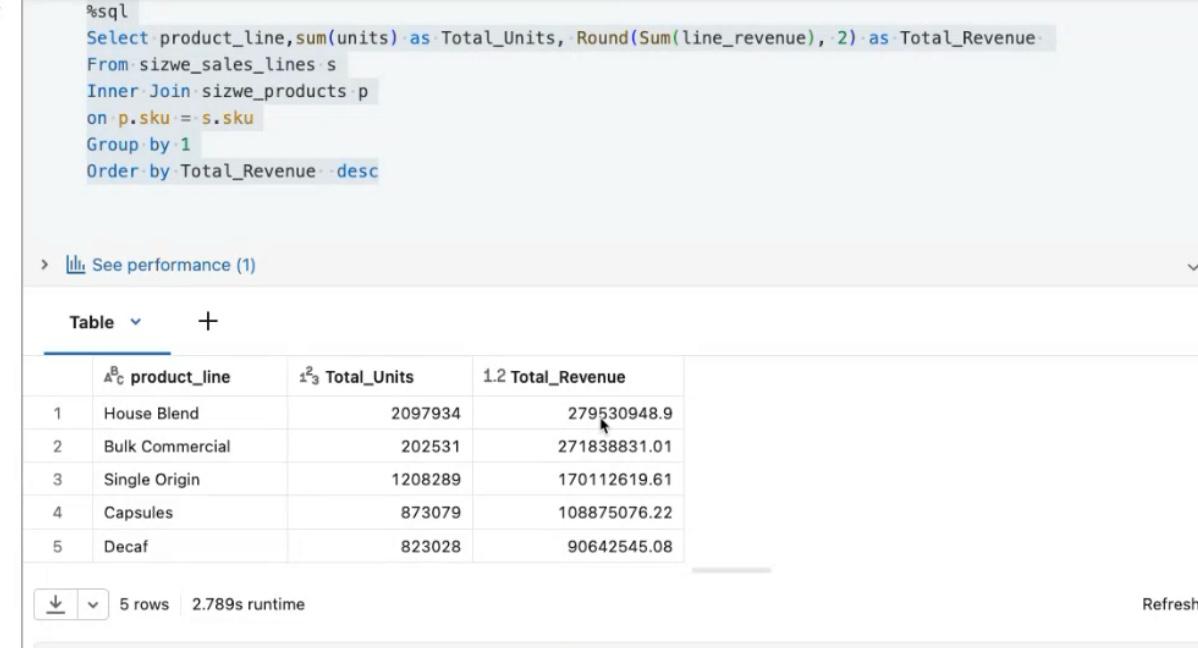 %sql
Select product_line,sum(units) as Total_Units, Round(Sum(line_revenue), 2) as Total_Revenue
From sizwe_sales_lines s
Inner Join sizwe_products p
on p.sku = s.sku
Group by 1
Order by Total_Revenue  desc
See performance (1)
Table
product_line Total_Units 1.2 Total_Revenue
1 House Blend 2097934 279530948.9
2 Bulk Commercial 202531 271838831.01
3 Single Origin 1208289 170112619.61
4 Capsules 873079 108875076.22
5 Decaf 823028 90642545.08
5 rows 2.789s runtime Refresh